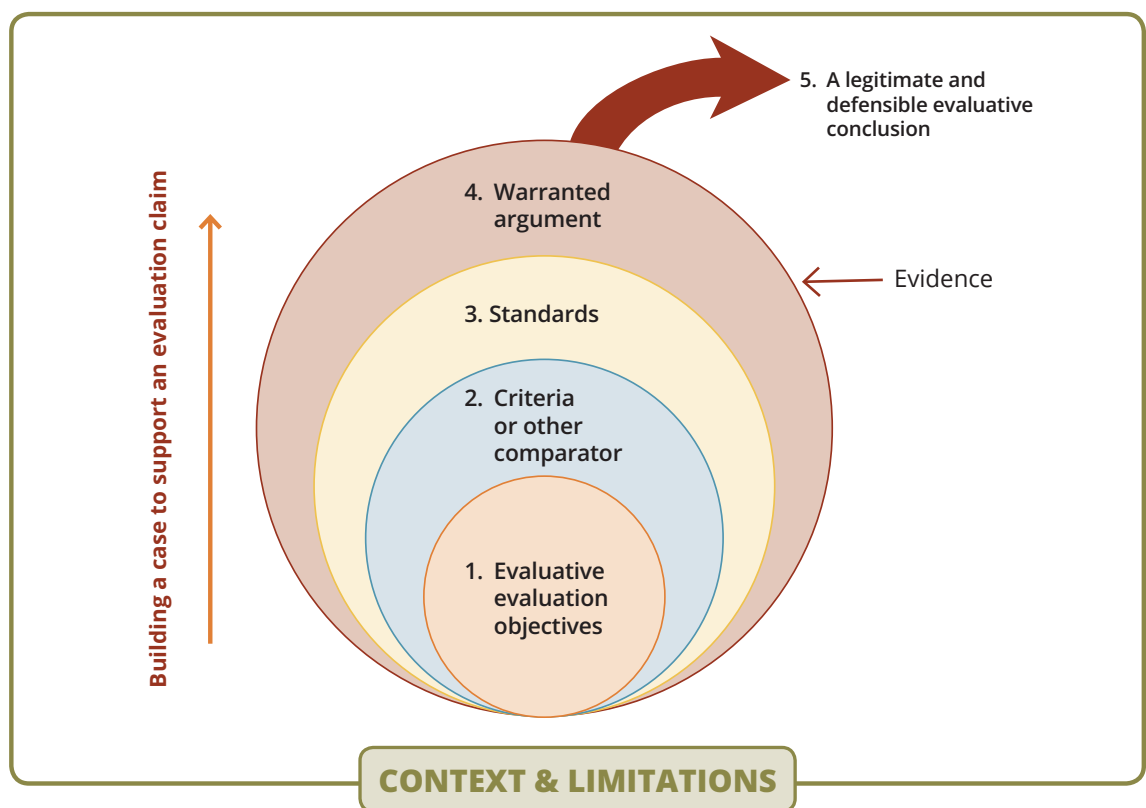 5. A legitimate and
defensible evaluative
conclusion
4. Warranted
argument
Evidence
3. Standards
2. Criteria
or other
comparator
1. Evaluative
evaluation
objectives
Building a case to support an evaluation claim
CONTEXT & LIMITATIONS